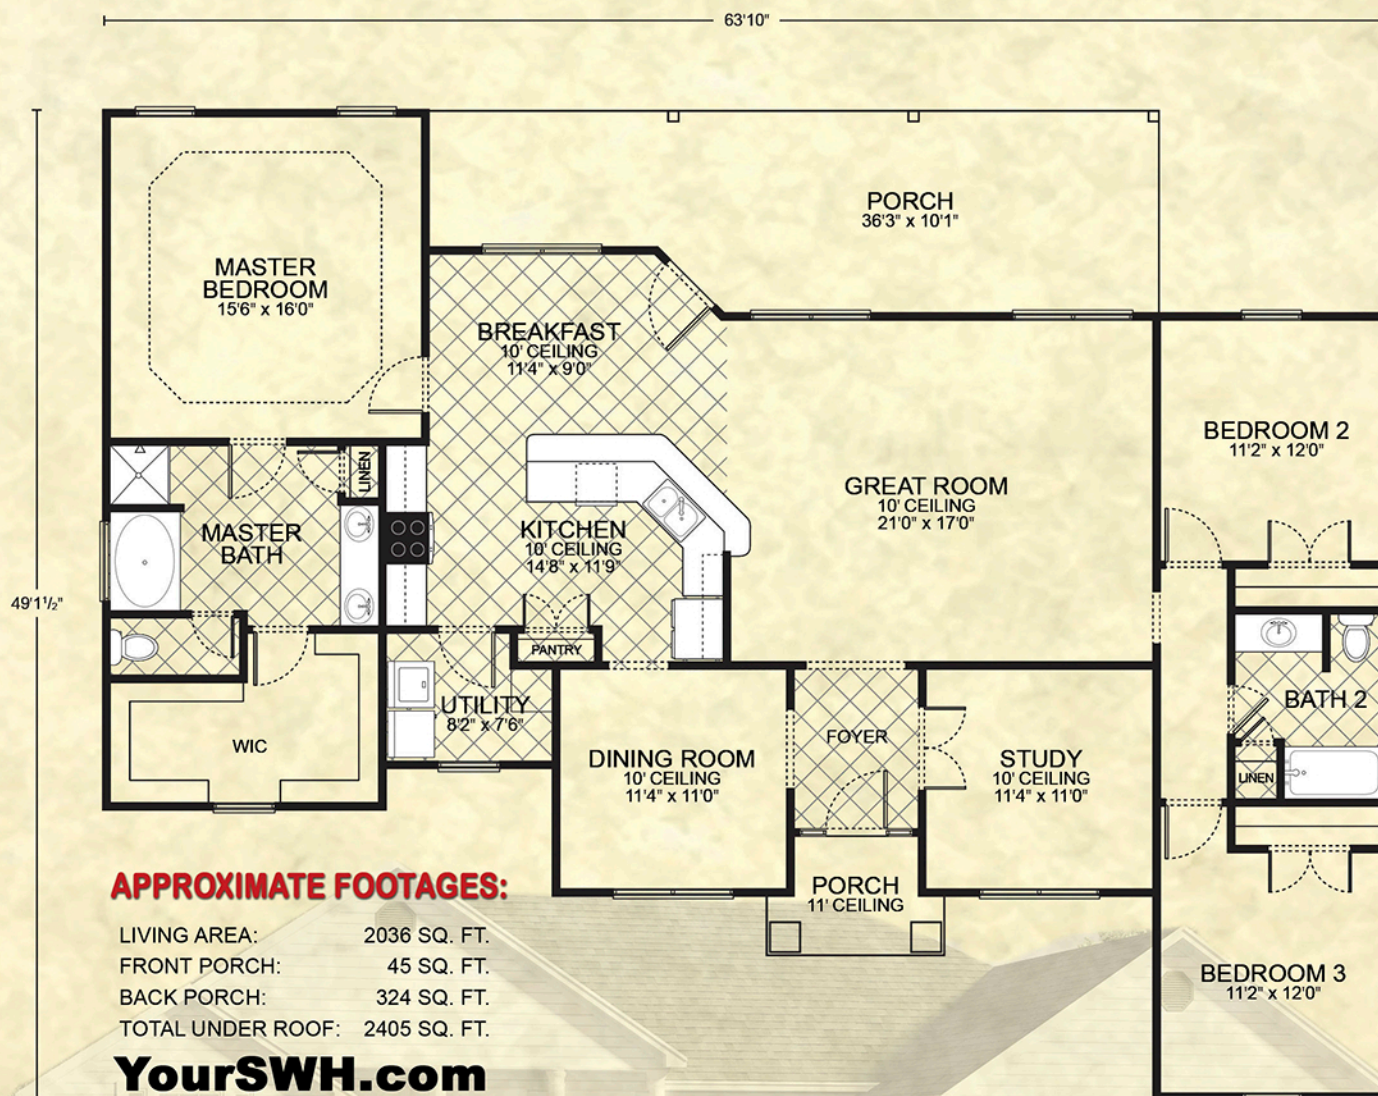 63'10"
49'1 1/2"
PORCH
36'3" x 10'1"
MASTER
BEDROOM
15'6" x 16'0"
BREAKFAST
10' CEILING
11'4" x 9'0"
BEDROOM 2
11'2" x 12'0"
LINEN
GREAT ROOM
10' CEILING
21'0" x 17'0"
MASTER
BATH
KITCHEN
10' CEILING
14'8" x 11'9"
PANTRY
UTILITY
8'2" x 7'6"
WIC
DINING ROOM
10' CEILING
11'4" x 11'0"
FOYER
STUDY
10' CEILING
11'4" x 11'0"
BATH 2
LINEN
PORCH
11' CEILING
BEDROOM 3
11'2" x 12'0"
APPROXIMATE FOOTAGES:
LIVING AREA: 2036 SQ. FT.
FRONT PORCH: 45 SQ. FT.
BACK PORCH: 324 SQ. FT.
TOTAL UNDER ROOF: 2405 SQ. FT.
YourSWH.com